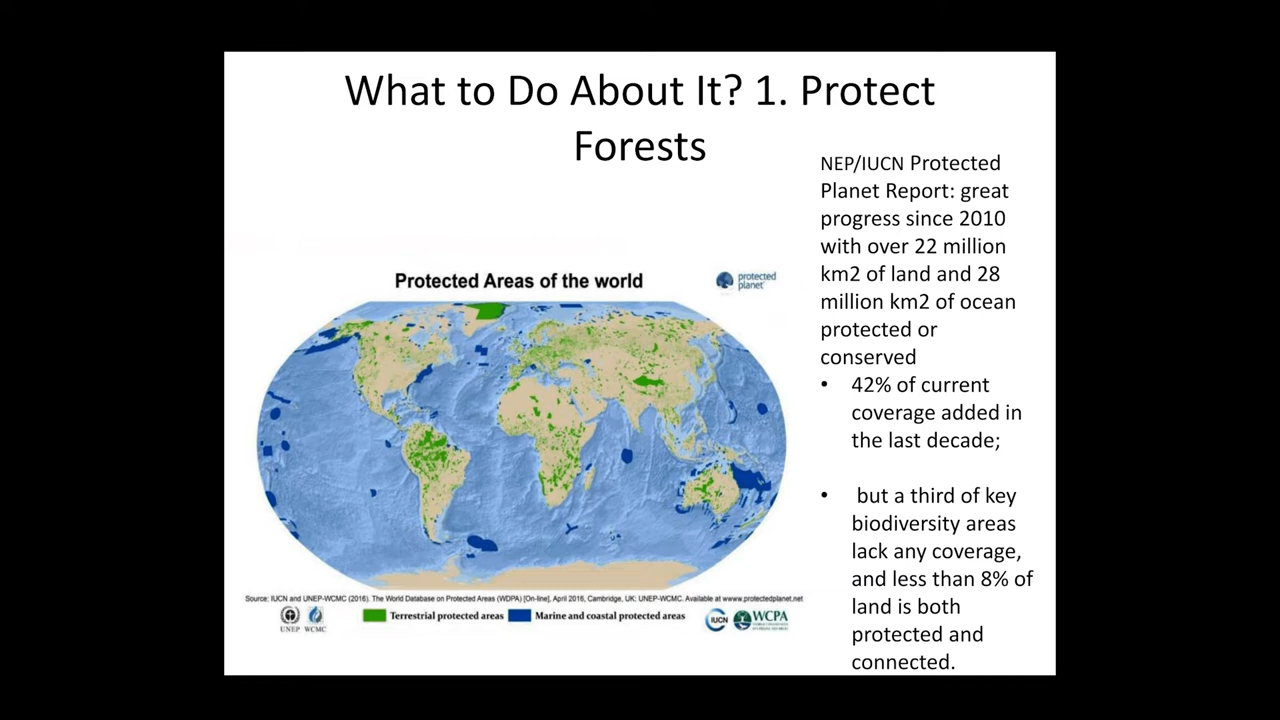 What to Do About It? 1. Protect
Forests
NEP/IUCN Protected
Planet Report: great
progress since 2010
with over 22 million
km2 of land and 28
million km2 of ocean
protected or
conserved
• 42% of current
coverage added in
the last decade;
• but a third of key
biodiversity areas
lack any coverage,
and less than 8% of
land is both
protected and
connected.
Protected Areas of the world
protected
planet
Source: IUCN and UNEP-WCMC (2016). The World Database on Protected Areas (WDPA) [On-line], April 2016, Cambridge, UK: UNEP-WCMC. Available at wwww.protectedplanet.net
UNEP WCMC
Terrestrial protected areas
Marine and coastal protected areas
IUCN
WCPA